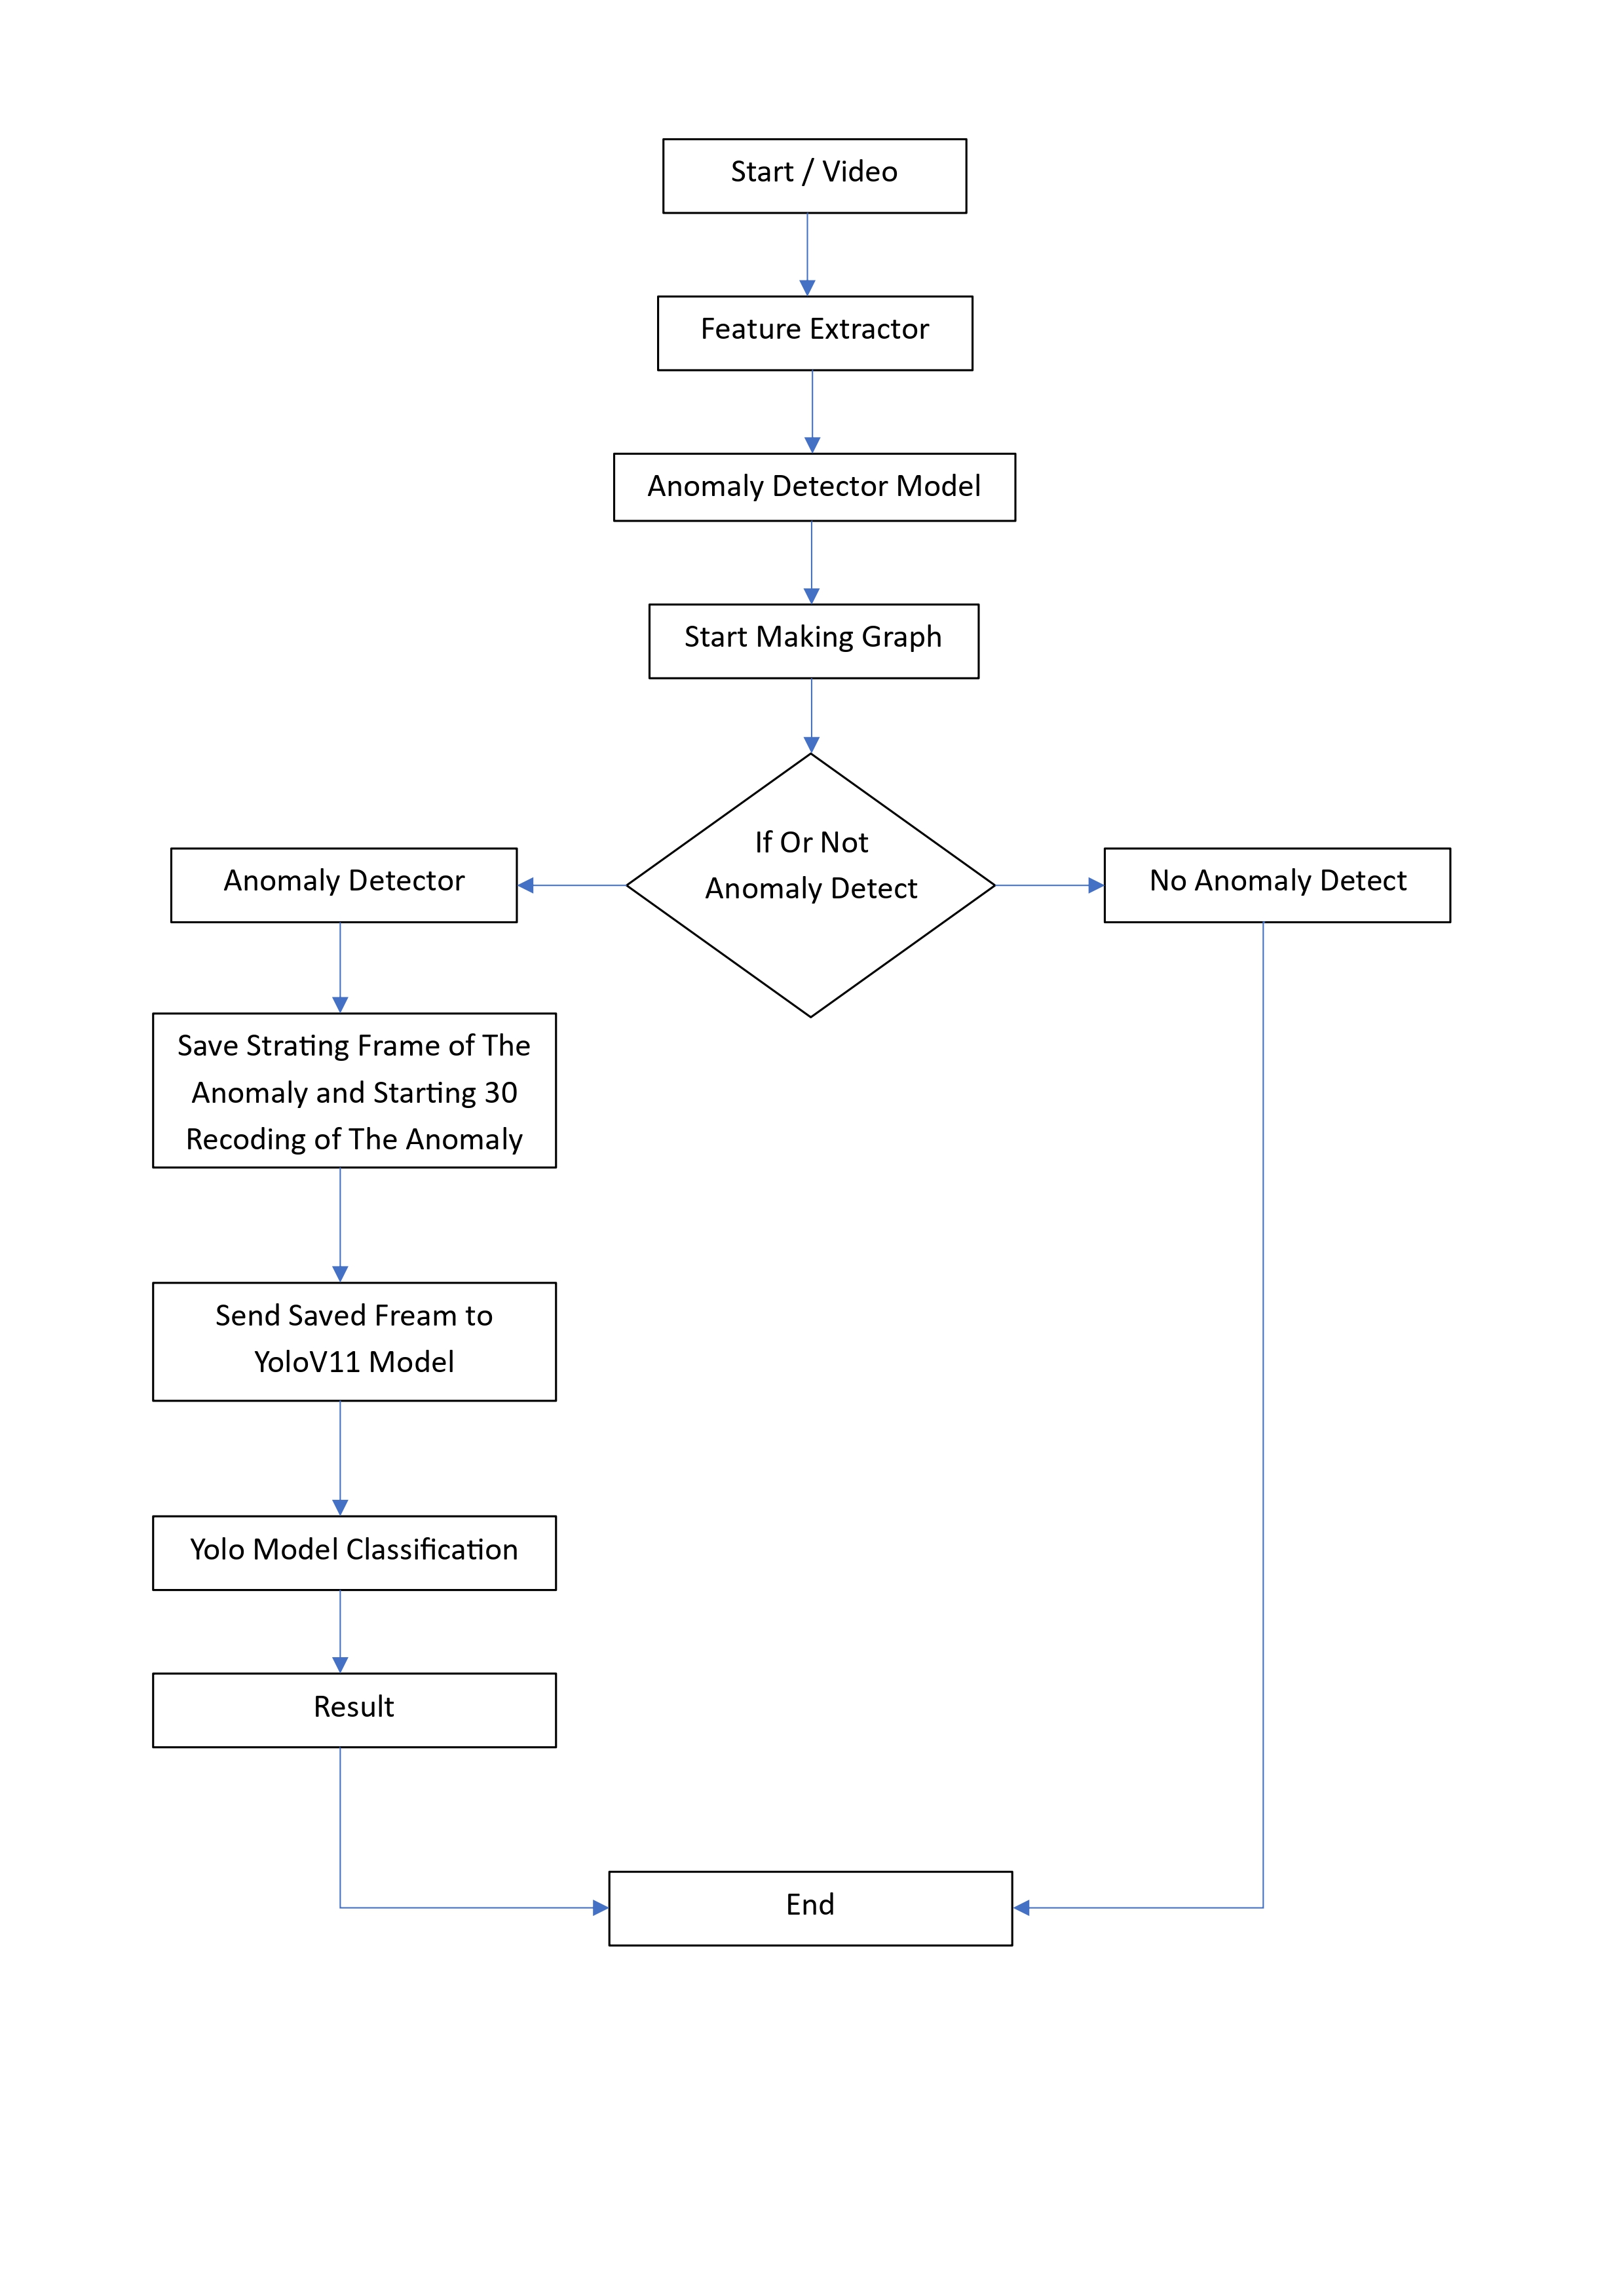 Start / Video
Feature Extractor
Anomaly Detector Model
Start Making Graph
If Or Not
Anomaly Detect
Anomaly Detector
No Anomaly Detect
Save Strating Frame of The
Anomaly and Starting 30
Recoding of The Anomaly
Send Saved Fream to
YoloV11 Model
Yolo Model Classification
Result
End